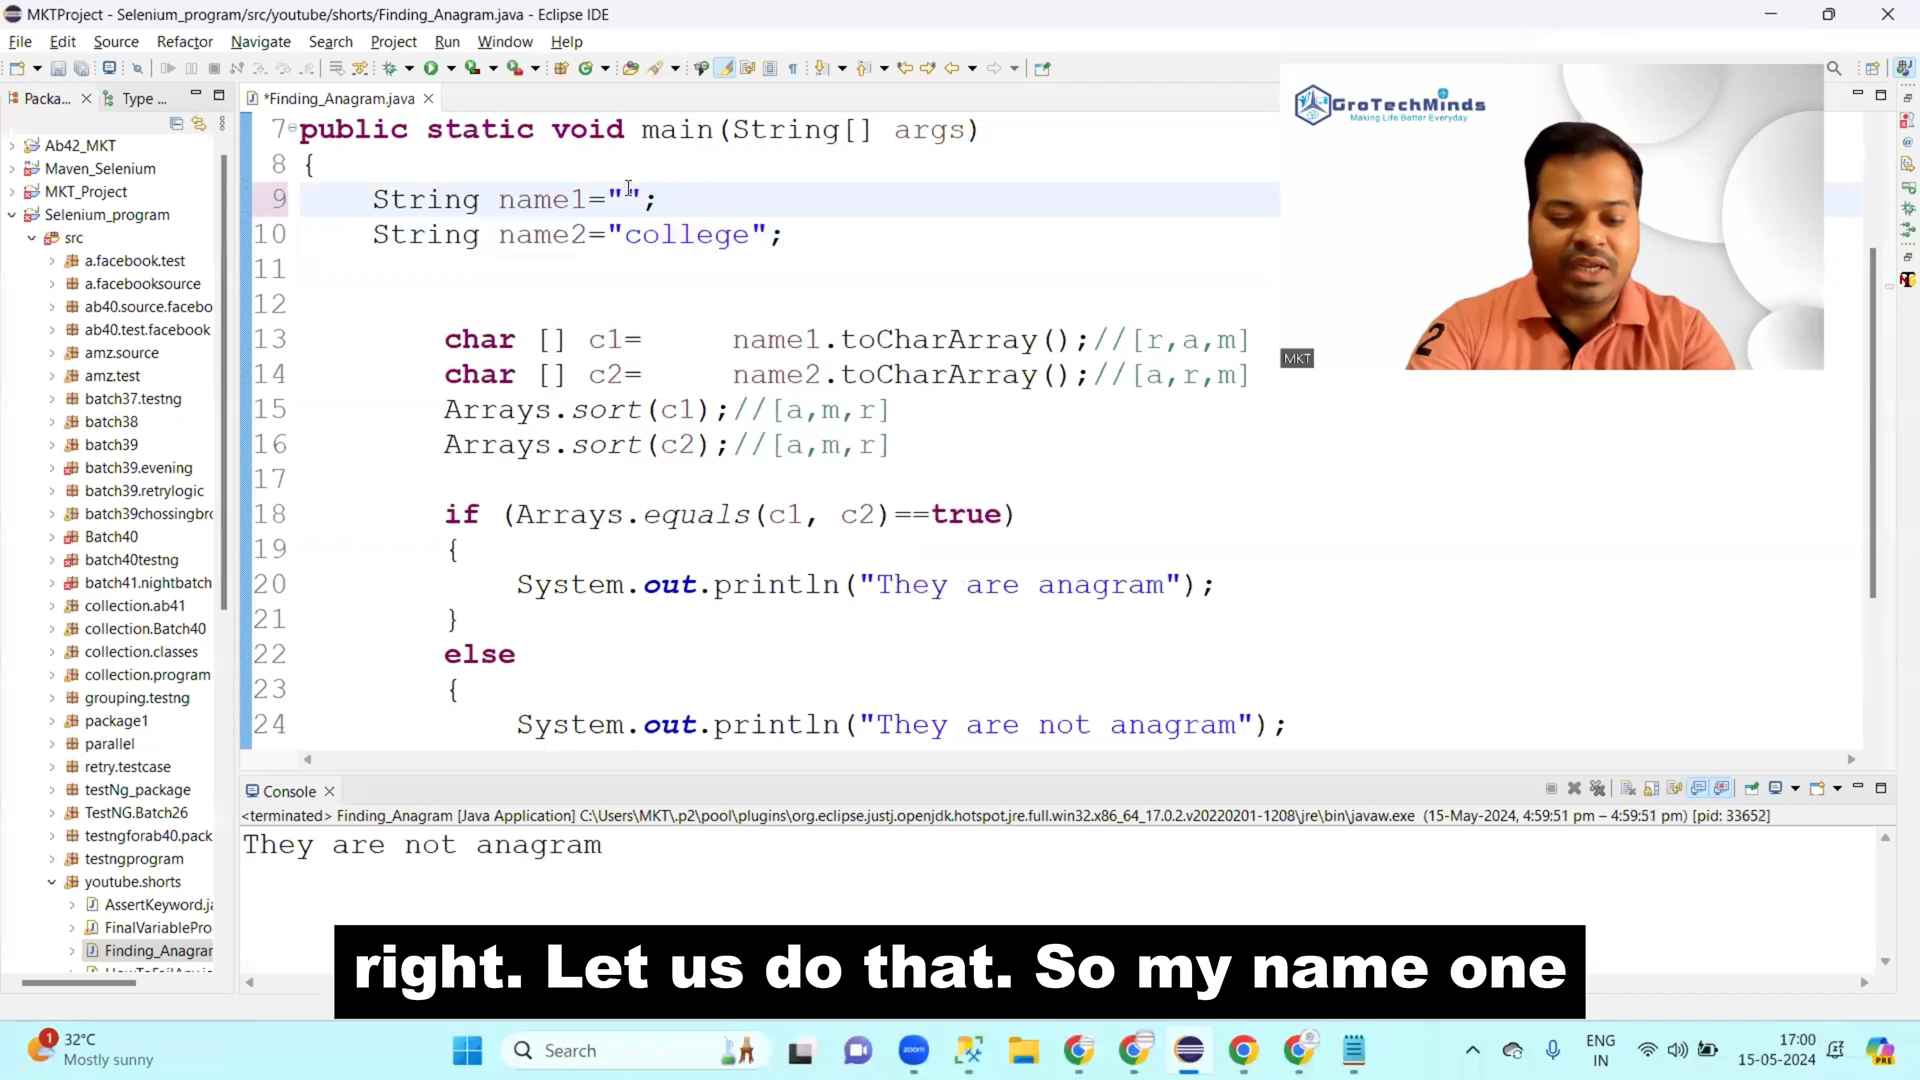 MKTProject - Selenium_program/src/youtube/shorts/Finding_Anagram.java - Eclipse IDE
File Edit Source Refactor Navigate Search Project Run Window Help
Packa... Type ...
*Finding_Anagram.java
Ab42_MKT
Maven_Selenium
MKT_Project
Selenium_program
src
a.facebook.test
a.facebooksource
ab40.source.facebo
ab40.test.facebook
amz.source
amz.test
batch37.testng
batch38
batch39
batch39.evening
batch39.retrylogic
batch39chossingbro
Batch40
batch40testng
batch41.nightbatch
collection.ab41
collection.Batch40
collection.classes
collection.program
grouping.testng
package1
parallel
retry.testcase
testNg_package
TestNG.Batch26
testngforab40.pack
testngprogram
youtube.shorts
AssertKeyword.ja
FinalVariablePro
Finding_Anagrar
7 public static void main(String[] args)
8 {
9 String name1="";
10 String name2="college";
11
12
13 char [] c1= name1.toCharArray();//[r,a,m]
14 char [] c2= name2.toCharArray();//[a,r,m]
15 Arrays.sort(c1);//[a,m,r]
16 Arrays.sort(c2);//[a,m,r]
17
18 if (Arrays.equals(c1, c2)==true)
19 {
20 System.out.println("They are anagram");
21 }
22 else
23 {
24 System.out.println("They are not anagram");
GroTechMinds
Making Life Better Everyday
2
MKT
Console
<terminated> Finding_Anagram [Java Application] C:\Users\MKT\.p2\pool\plugins\org.eclipse.justj.openjdk.hotspot.jre.full.win32.x86_64_17.0.2.v20220201-1208\jre\bin\javaw.exe (15-May-2024, 4:59:51 pm – 4:59:51 pm) [pid: 33652]
They are not anagram
right. Let us do that. So my name one
1
32°C
Mostly sunny
Search
zoom
ENG
IN
17:00
15-05-2024
PRE